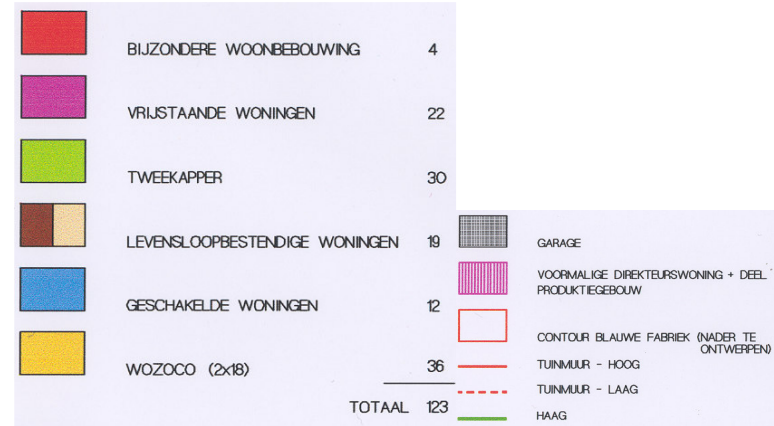 BIJZONDERE WOONBEBOUWING 4
VRIJSTAANDE WONINGEN 22
TWEEKAPPER 30
LEVENSLOOPBESTENDIGE WONINGEN 19
GESCHAKELDE WONINGEN 12
WOZOCO (2x18) 36
TOTAAL 123
GARAGE
VOORMALIGE DIREKTEURSWONING + DEEL
PRODUKTIEGEBOUW
CONTOUR BLAUWE FABRIEK (NADER TE
ONTWERPEN)
TUINMUUR - HOOG
TUINMUUR - LAAG
HAAG